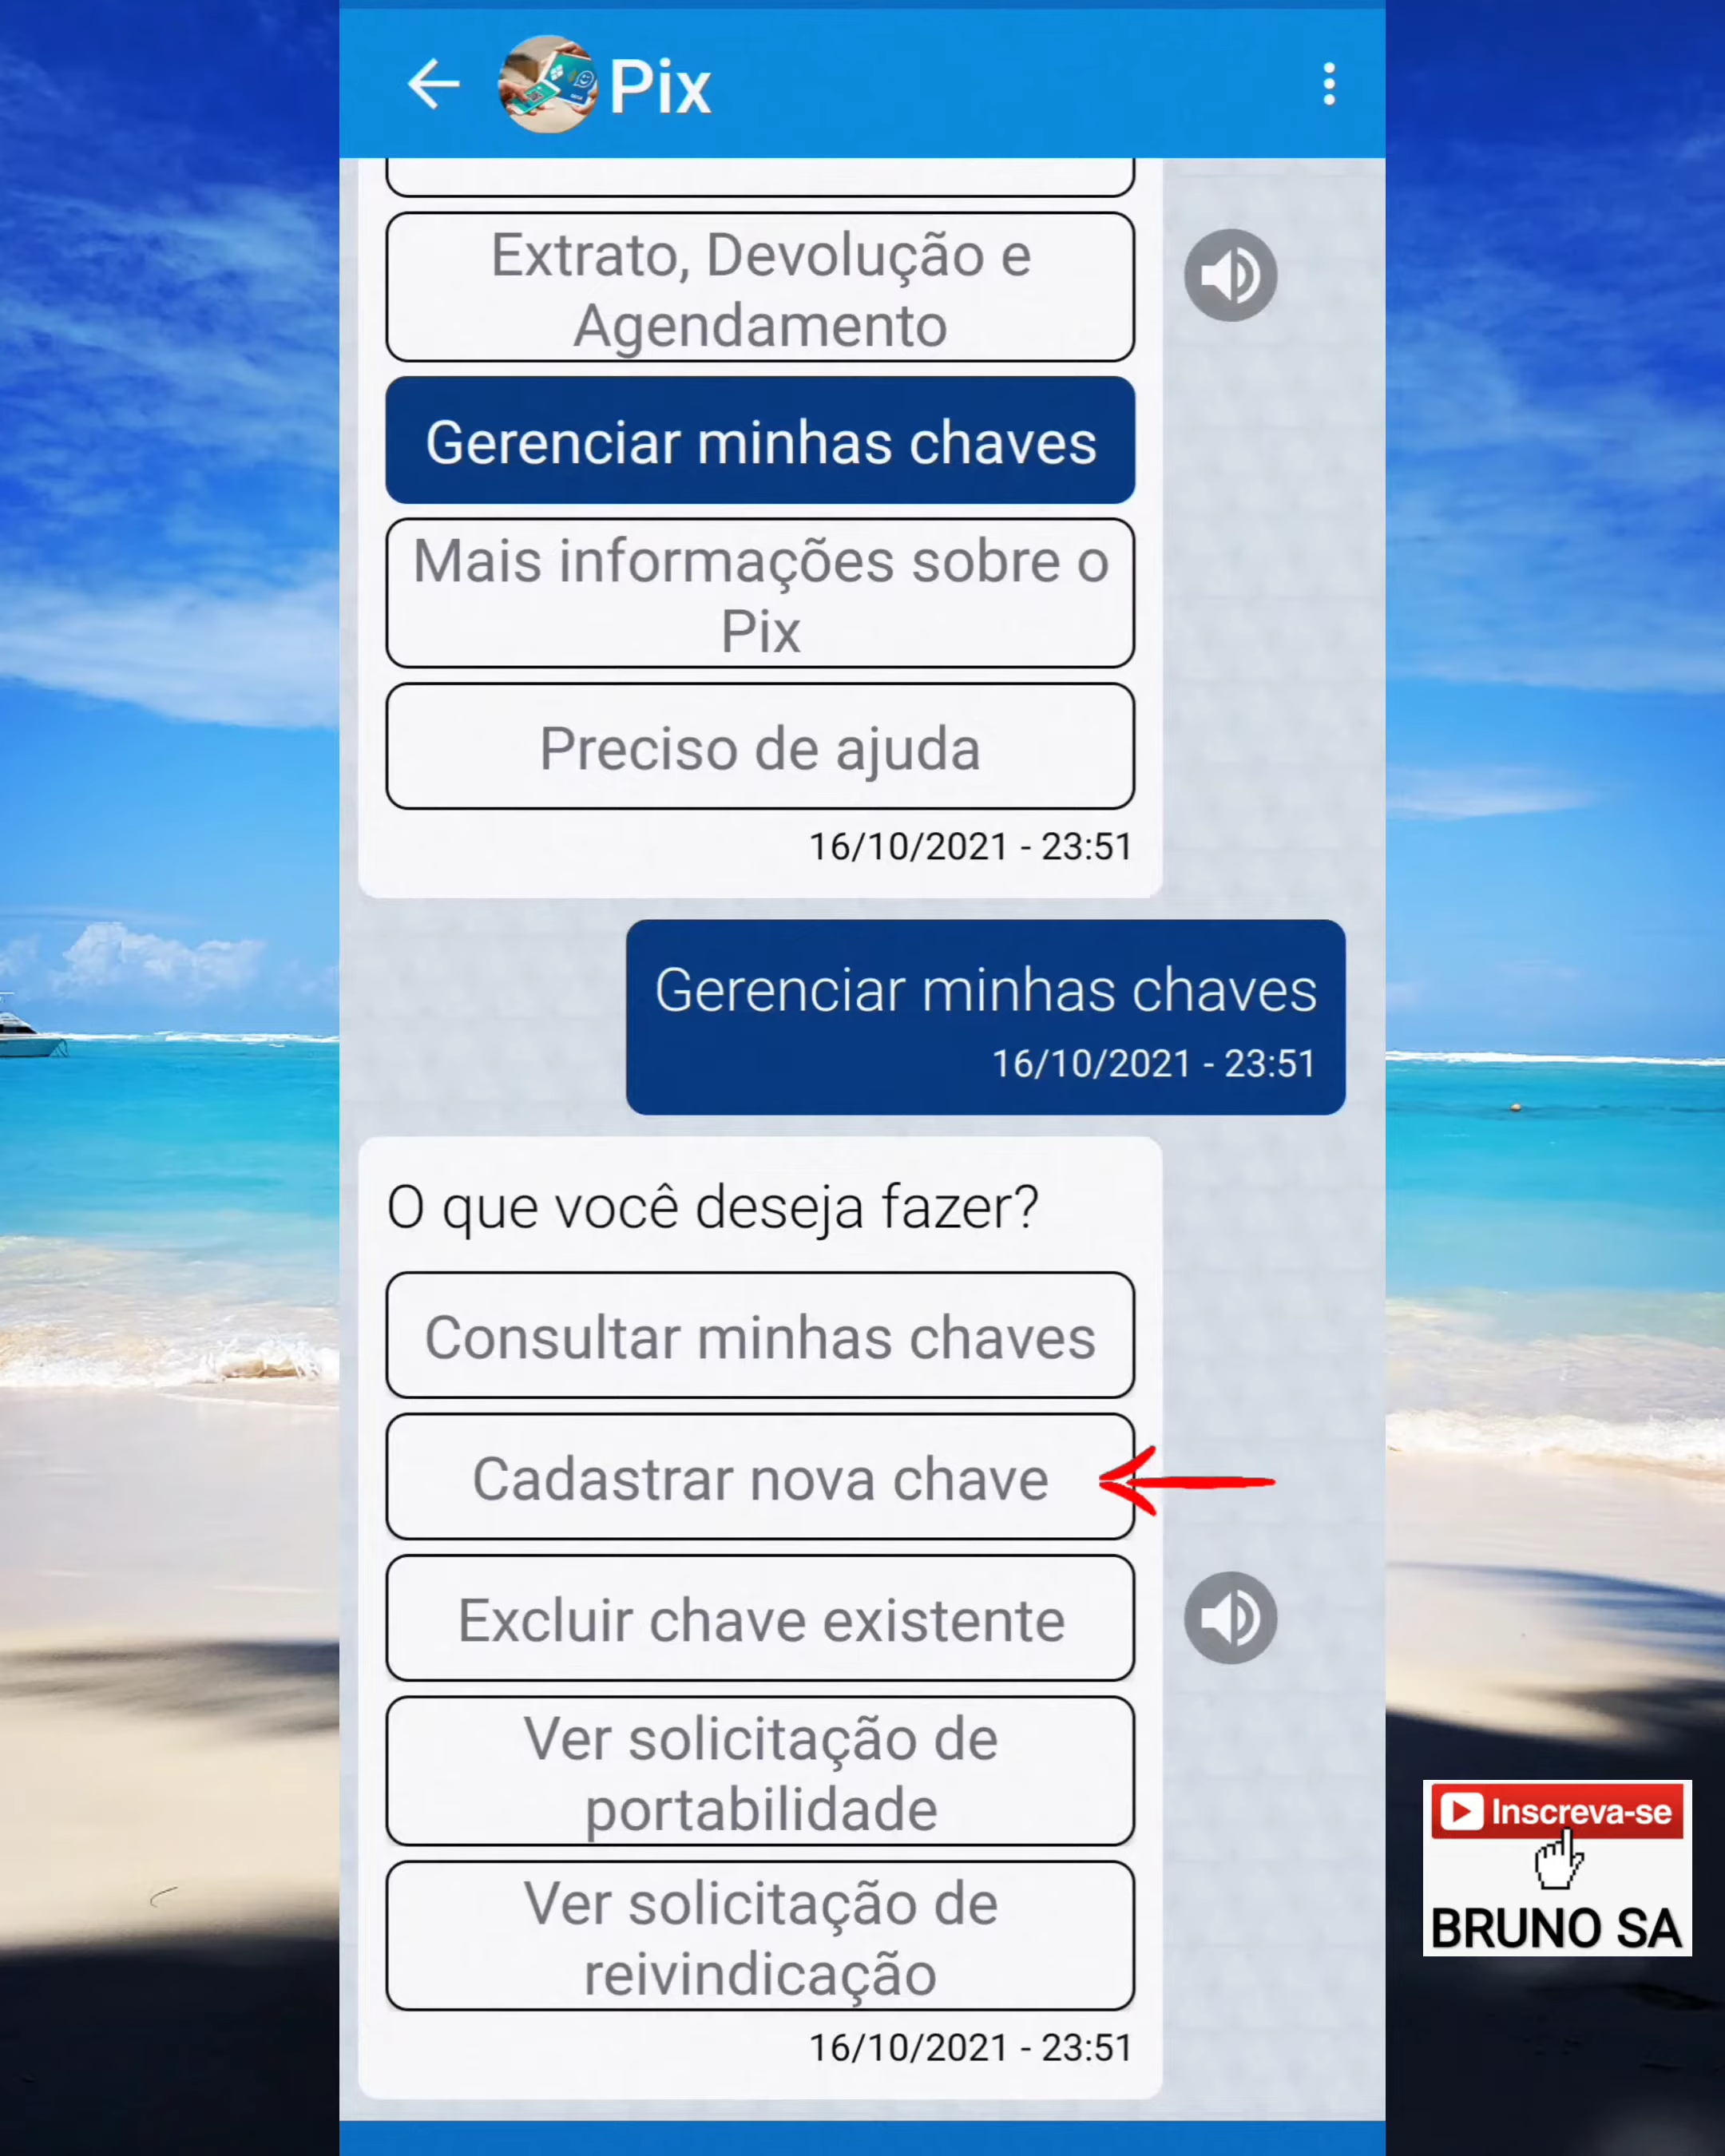 Pix
Extrato, Devolução e
Agendamento
Gerenciar minhas chaves
Mais informações sobre o
Pix
Preciso de ajuda
16/10/2021 - 23:51
Gerenciar minhas chaves
16/10/2021 - 23:51
O que você deseja fazer?
Consultar minhas chaves
Cadastrar nova chave
Excluir chave existente
Ver solicitação de
portabilidade
Ver solicitação de
reivindicação
16/10/2021 - 23:51
Inscreva-se
BRUNO SA